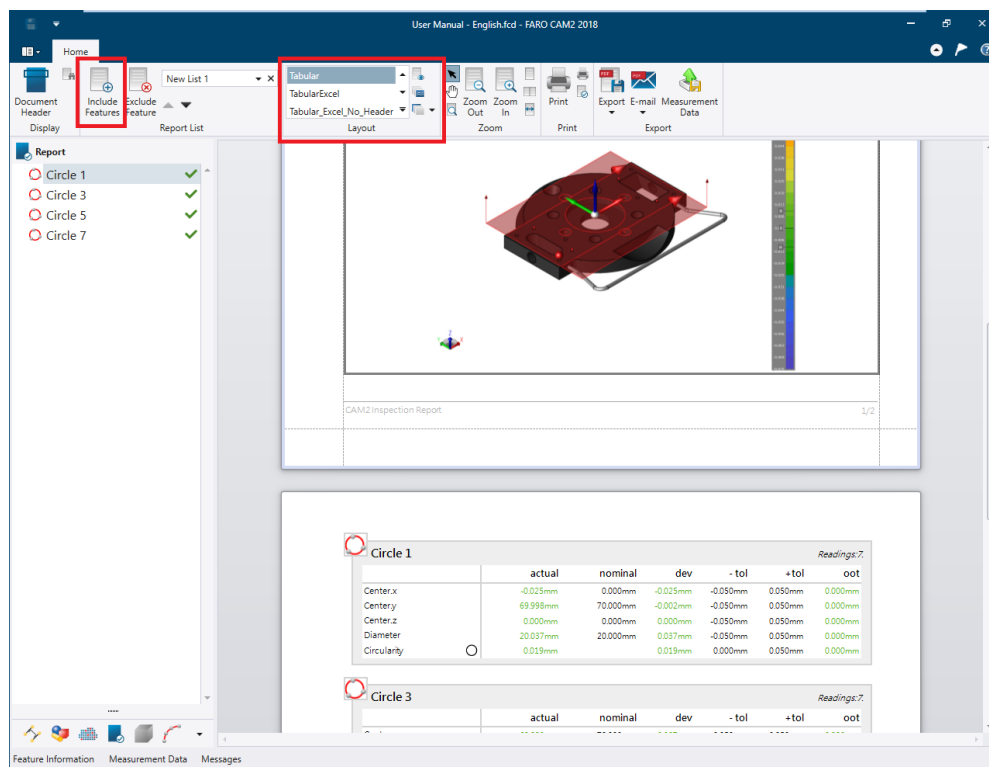 User Manual - English.fcd - FARO CAM2 2018
Home
Document Header
Include Features
Exclude Feature
New List 1
Tabular
TabularExcel
Tabular_Excel_No_Header
Zoom Out
Zoom In
Print
Export
E-mail
Measurement Data
Display
Report List
Layout
Zoom
Print
Export
Report
Circle 1
Circle 3
Circle 5
Circle 7
CAM2 Inspection Report 1/2
Circle 1 Readings:7.
actual nominal dev - tol +tol oot
Center.x -0.025mm 0.000mm -0.025mm -0.050mm 0.050mm 0.000mm
Center.y 69.998mm 70.000mm -0.002mm -0.050mm 0.050mm 0.000mm
Center.z 0.000mm 0.000mm 0.000mm -0.050mm 0.050mm 0.000mm
Diameter 20.037mm 20.000mm 0.037mm -0.050mm 0.050mm 0.000mm
Circularity 0.019mm 0.019mm 0.000mm 0.050mm 0.000mm
Circle 3 Readings:7.
actual nominal dev - tol +tol oot
Feature Information Measurement Data Messages